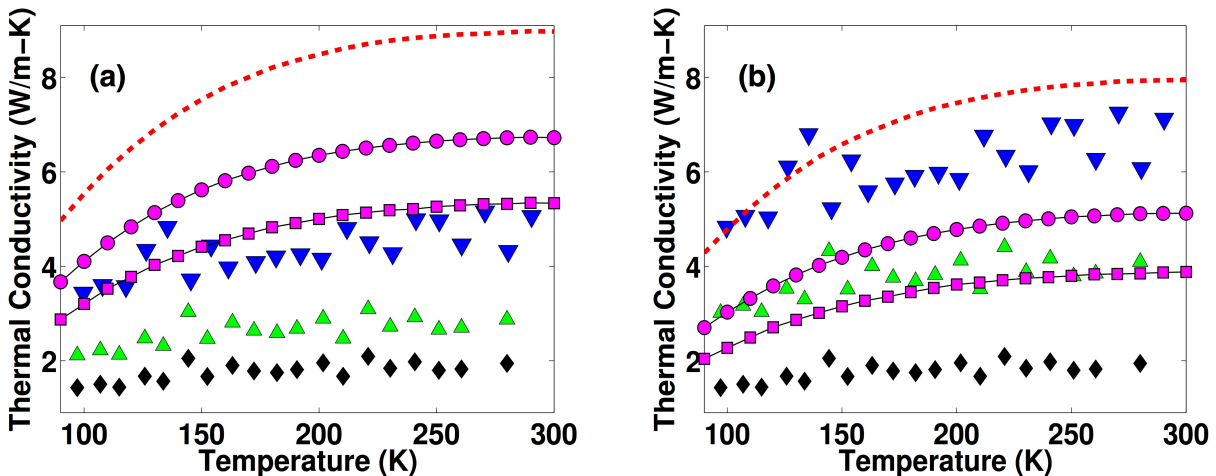 Thermal Conductivity (W/m−K)
(a)
8
6
4
2
100 150 200 250 300
Temperature (K)
Thermal Conductivity (W/m−K)
(b)
8
6
4
2
100 150 200 250 300
Temperature (K)